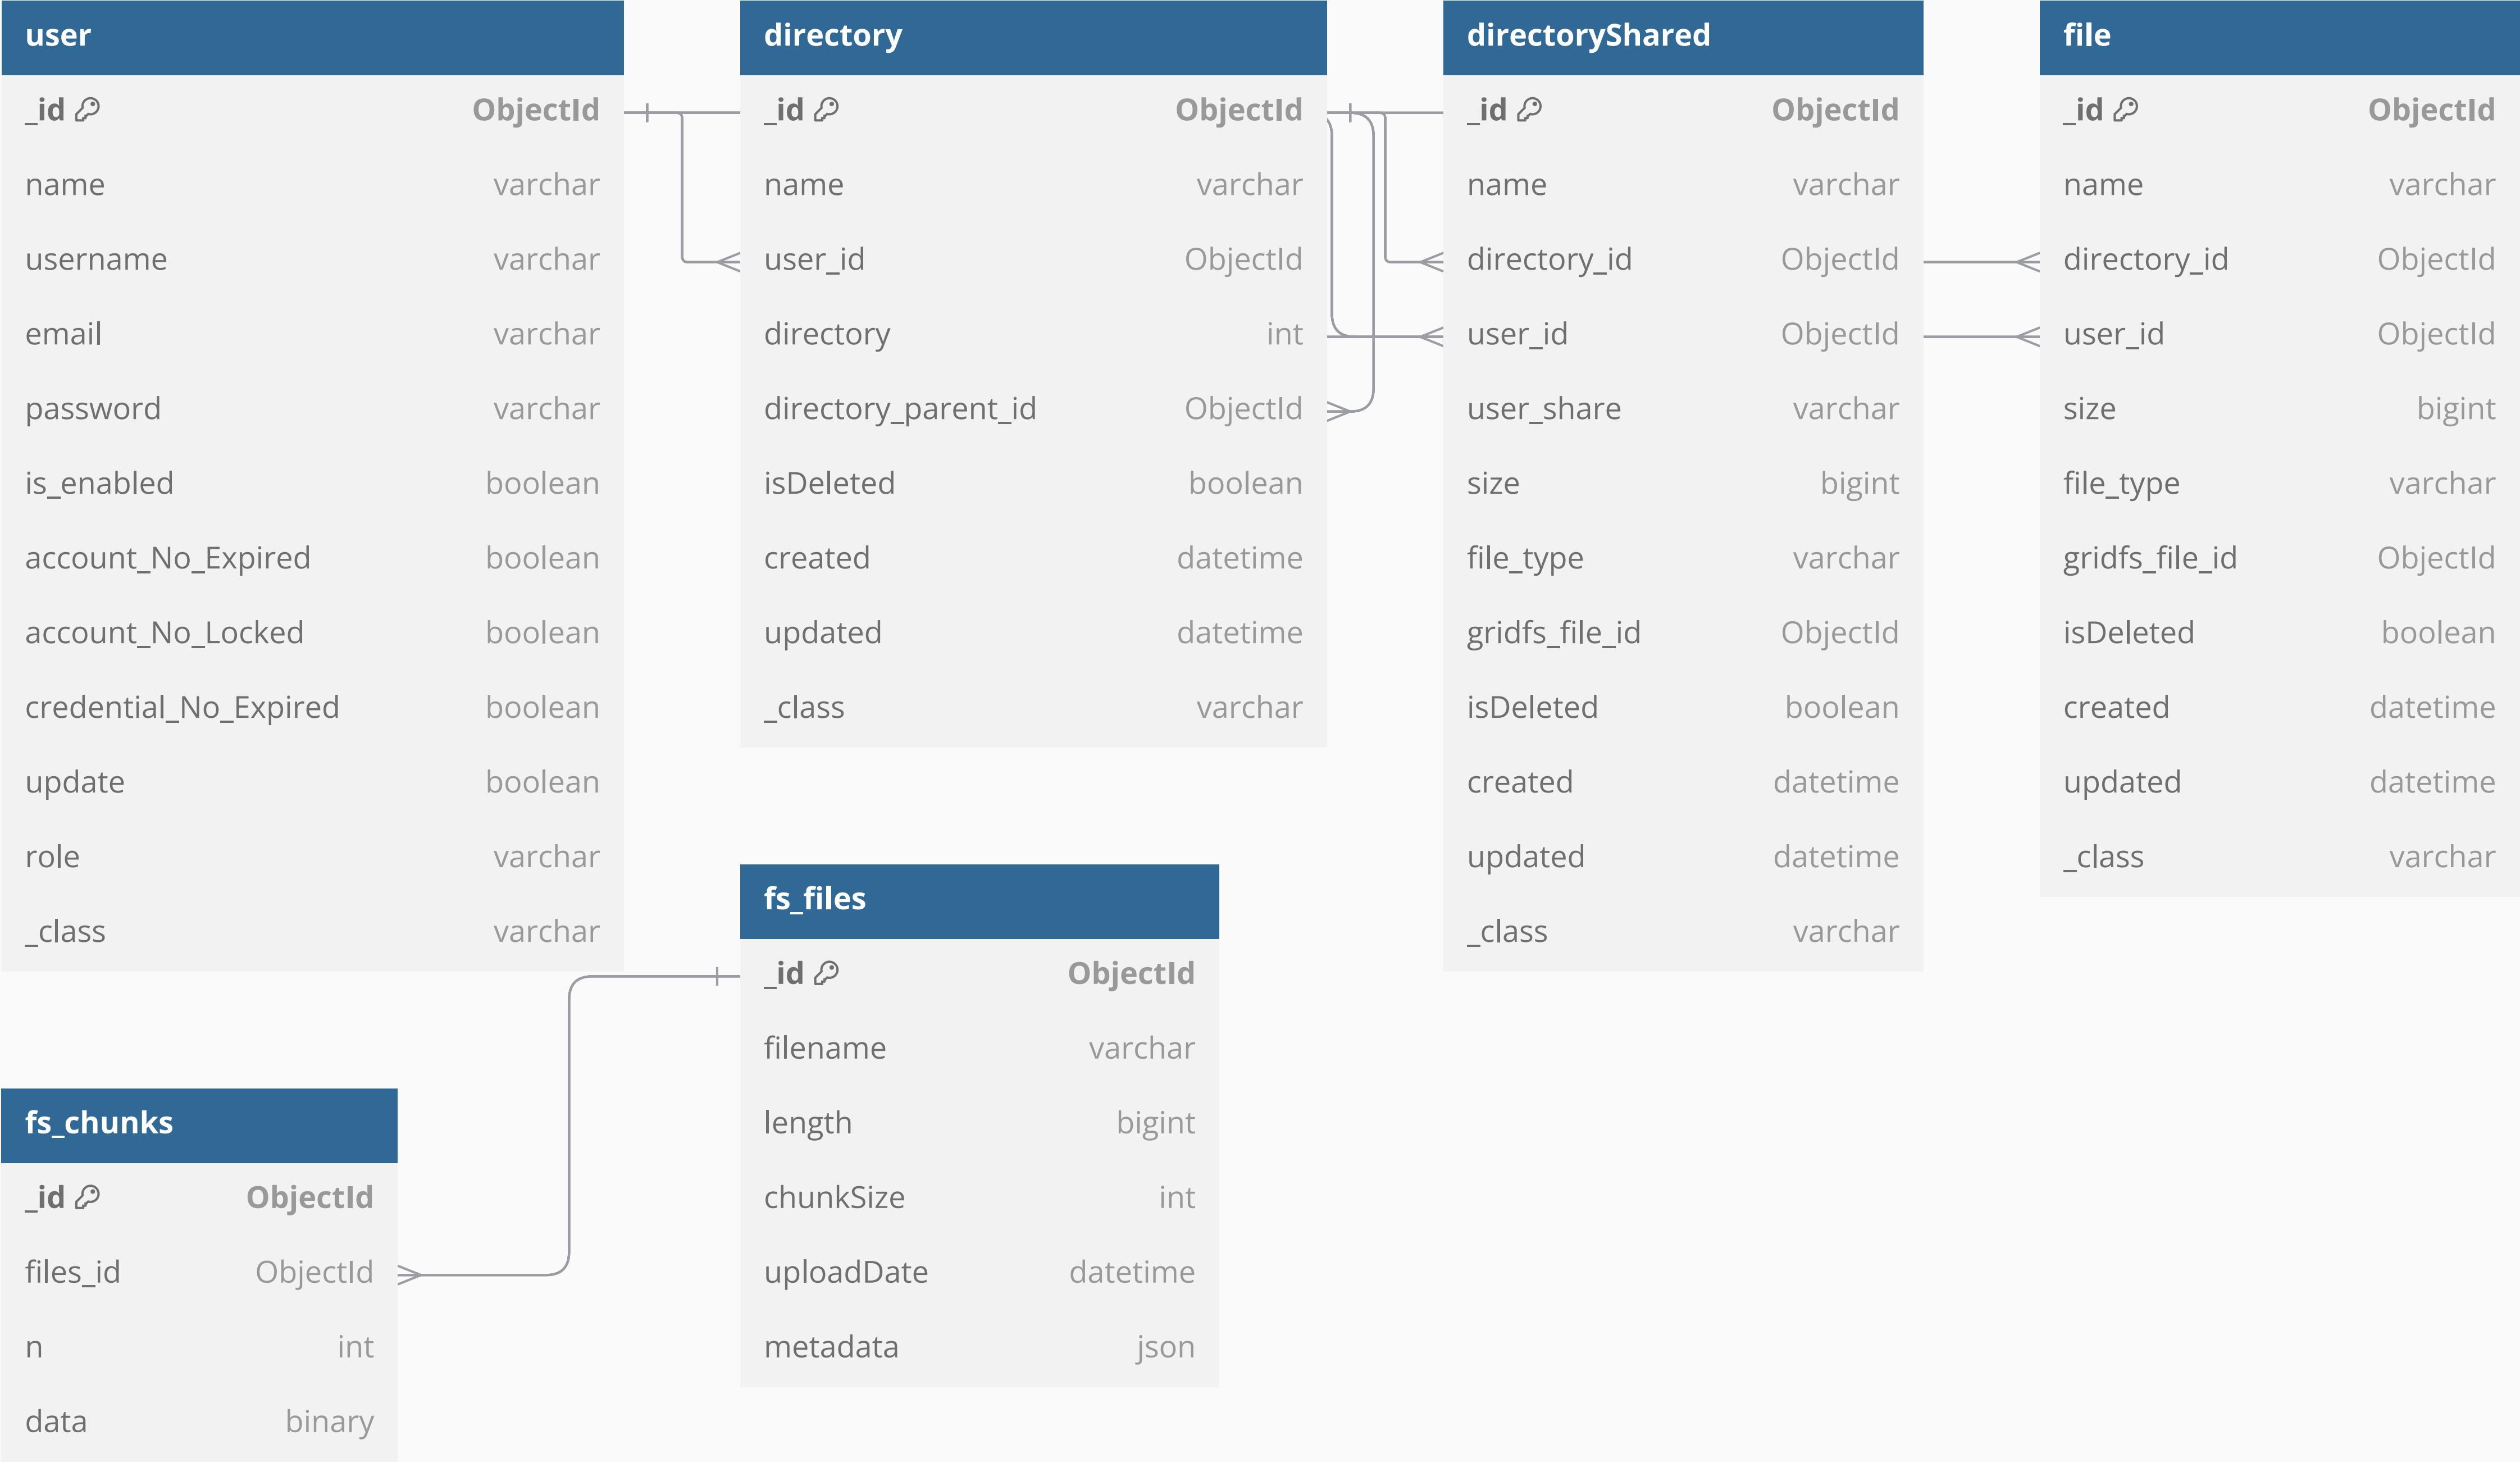 user
_id ObjectId
name varchar
username varchar
email varchar
password varchar
is_enabled boolean
account_No_Expired boolean
account_No_Locked boolean
credential_No_Expired boolean
update boolean
role varchar
_class varchar
directory
_id ObjectId
name varchar
user_id ObjectId
directory int
directory_parent_id ObjectId
isDeleted boolean
created datetime
updated datetime
_class varchar
directoryShared
_id ObjectId
name varchar
directory_id ObjectId
user_id ObjectId
user_share varchar
size bigint
file_type varchar
gridfs_file_id ObjectId
isDeleted boolean
created datetime
updated datetime
_class varchar
file
_id ObjectId
name varchar
directory_id ObjectId
user_id ObjectId
size bigint
file_type varchar
gridfs_file_id ObjectId
isDeleted boolean
created datetime
updated datetime
_class varchar
fs_files
_id ObjectId
filename varchar
length bigint
chunkSize int
uploadDate datetime
metadata json
fs_chunks
_id ObjectId
files_id ObjectId
n int
data binary